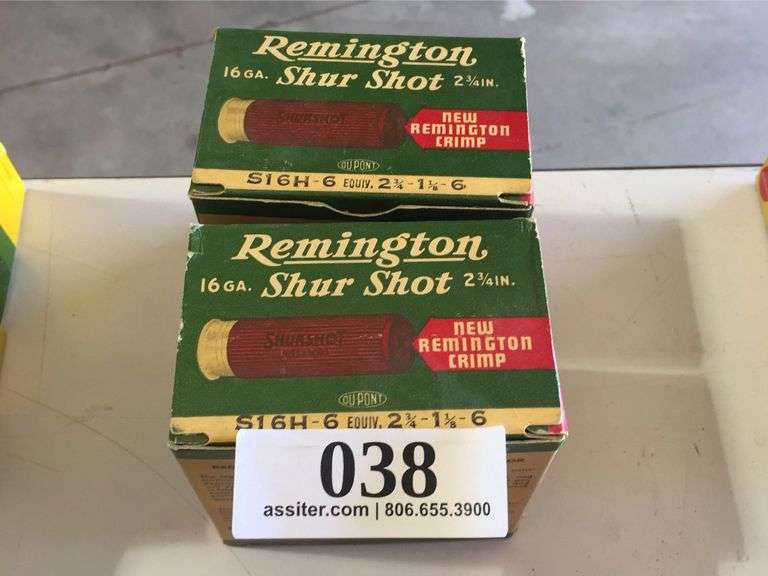 Remington
16 GA. Shur Shot 2¾ IN.
SHURSHOT
NEW
REMINGTON
CRIMP
DU PONT
S16H-6 EQUIV. 2¾-1⅛-6
Remington
16 GA. Shur Shot 2¾ IN.
SHURSHOT
NEW
REMINGTON
CRIMP
DU PONT
S16H-6 EQUIV. 2¾-1⅛-6
038
assiter.com | 806.655.3900